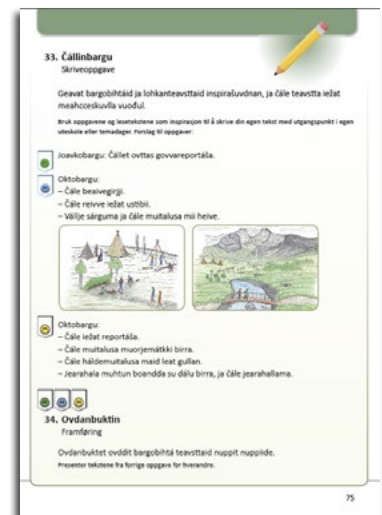 33. Čállinbargu
Skriveoppgave
Geavat bargobihtáid ja lohkanteavsttaid inspirašuvdnan, ja čále teavstta iežat
meahcceskuvlla vuođul.
Bruk oppgavene og lesetekstene som inspirasjon til å skrive din egen tekst med utgangspunkt i egen
uteskole eller temadager. Forslag til oppgaver:
Joavkobargu: Čállet ovttas govvareportáša.
Oktobargu:
– Čále beaivegirjji.
– Čále reivve iežat ustibii.
– Vállje sárguma ja čále muitalusa mii heive.
Oktobargu:
– Čále iežat reportáša.
– Čále muitalusa muorjemátkki birra.
– Čále háldemuitalusa maid leat gullan.
– Jearahala muhtun boandda su dálu birra, ja čále jearahallama.
34. Ovdanbuktin
Framføring
Ovdanbuktet ovddit bargobihtá teavsttaid nuppit nuppiide.
Presenter tekstene fra forrige oppgave for hverandre.
75